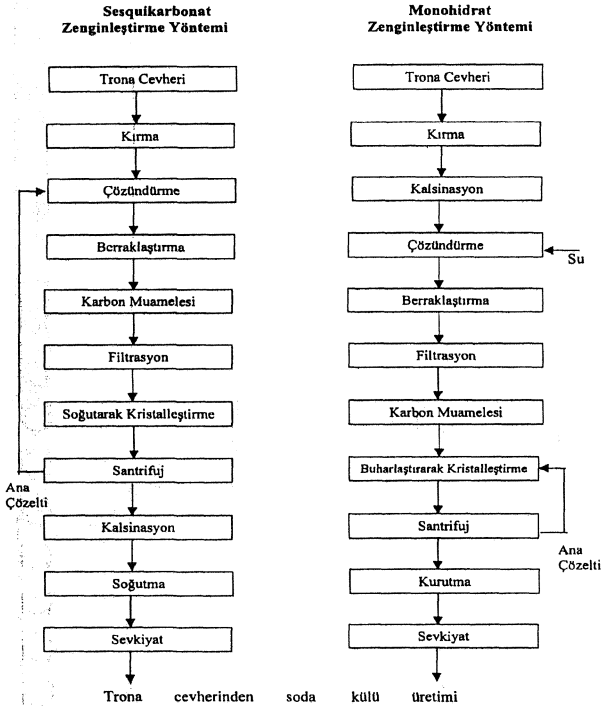 Sesquikarbonat
Zenginleştirme Yöntemi
Trona Cevheri
Kırma
Çözündürme
Berraklaştırma
Karbon Muamelesi
Filtrasyon
Soğutarak Kristalleştirme
Santrifuj
Ana
Çözelti
Kalsinasyon
Soğutma
Sevkiyat
Monohidrat
Zenginleştirme Yöntemi
Trona Cevheri
Kırma
Kalsinasyon
Çözündürme
Su
Berraklaştırma
Filtrasyon
Karbon Muamelesi
Buharlaştırarak Kristalleştirme
Santrifuj
Ana
Çözelti
Kurutma
Sevkiyat
Trona cevherinden soda külü üretimi